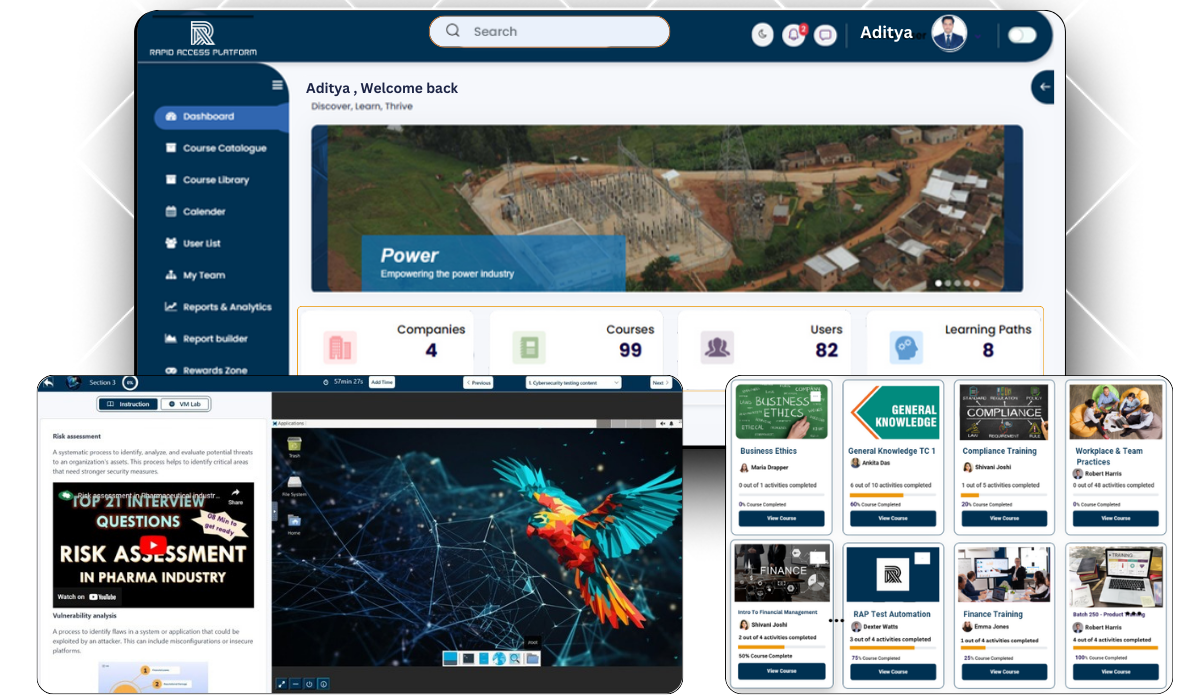 RAPID ACCESS PLATFORM
Search
2
Aditya
Aditya , Welcome back
Discover, Learn, Thrive
Dashboard
Course Catalogue
Course Library
Calender
User List
My Team
Reports & Analytics
Report builder
Rewards Zone
Power
Empowering the power industry
Companies
4
Courses
99
Users
82
Learning Paths
8
Section 3
57min 27s
Add Time
Previous
1. Cybersecurity testing content
Next
Instruction
VM Lab
Risk assessment
A systematic process to identify, analyze, and evaluate potential threats
to an organization's assets. This process helps to identify critical areas
that need stronger security measures.
Risk assessment in Pharmaceutical industr...
Share
TOP 21 INTERVIEW
QUESTIONS
08 Min to
get ready
RISK ASSESSMENT
IN PHARMA INDUSTRY
Watch on YouTube
Vulnerability analysis
A process to identify flaws in a system or application that could be
exploited by an attacker. This can include misconfigurations or insecure
platforms.
1
2
Applications
Trash
File System
Home
BUSINESS
ETHICS
Business Ethics
Maria Drapper
0 out of 1 activities completed
0% Course Completed
View Course
GENERAL
KNOWLEDGE
General Knowledge TC 1
Ankita Das
6 out of 10 activities completed
60% Course Completed
View Course
STANDARD REGULATION POLICY
COMPLIANCE
LAW REQUIREMENT RULE
Compliance Training
Shivani Joshi
1 out of 5 activities completed
20% Course Completed
View Course
Workplace & Team
Practices
Robert Harris
0 out of 48 activities completed
0% Course Completed
View Course
FINANCE
Intro To Financial Management
Shivani Joshi
2 out of 4 activities completed
50% Course Complete
View Course
RAP Test Automation
Dexter Watts
3 out of 4 activities completed
75% Course Completed
View Course
Finance Training
Emma Jones
1 out of 4 activities completed
25% Course Completed
View Course
TRAINING
Batch 250 - Product
Robert Harris
4 out of 4 activities completed
100% Course Completed
View Course